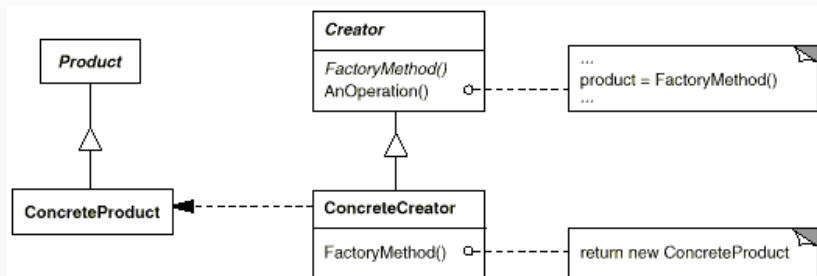 Product
ConcreteProduct
Creator
FactoryMethod()
AnOperation()
...
product = FactoryMethod()
...
ConcreteCreator
FactoryMethod()
return new ConcreteProduct